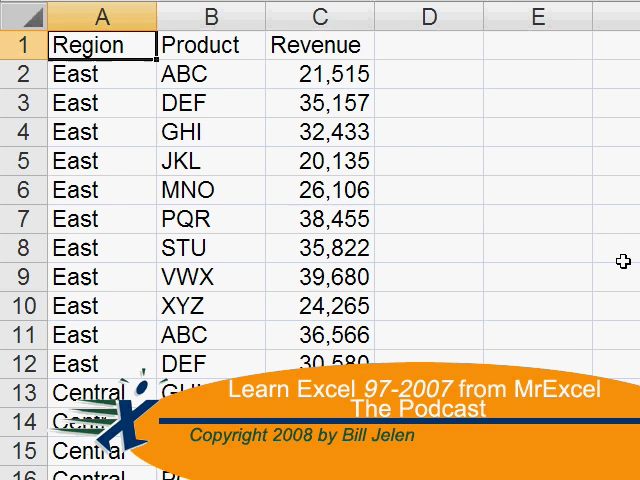 A B C D E
1 Region Product Revenue
2 East ABC 21,515
3 East DEF 35,157
4 East GHI 32,433
5 East JKL 20,135
6 East MNO 26,106
7 East PQR 38,455
8 East STU 35,822
9 East VWX 39,680
10 East XYZ 24,265
11 East ABC 36,566
12 East DEF 30,580
13 Central
14
15 Central
16 Central
Learn Excel 97-2007 from MrExcel
The Podcast
Copyright 2008 by Bill Jelen